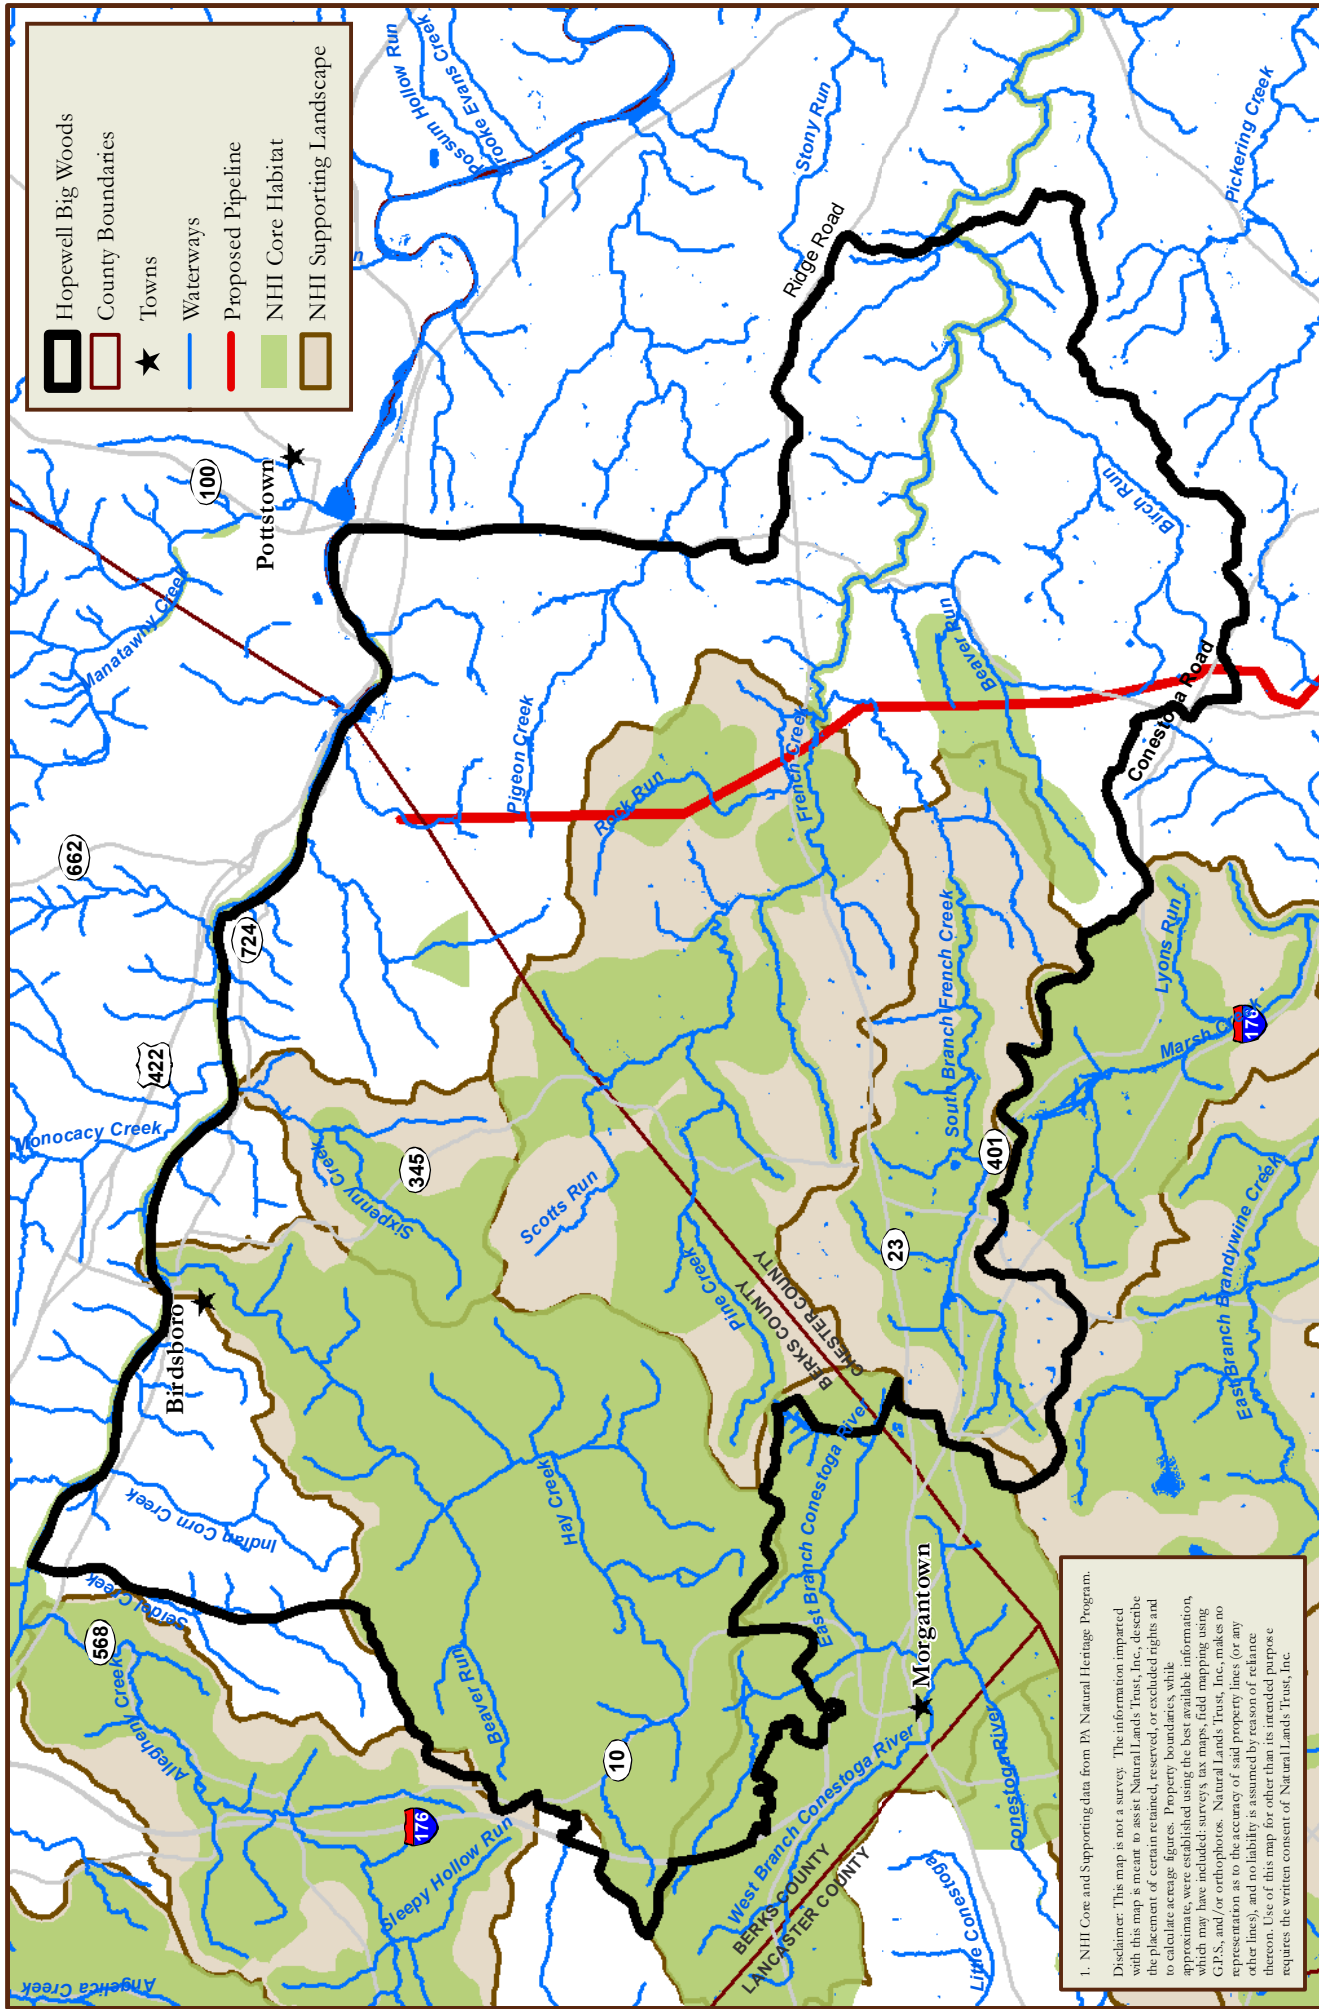 Hopewell Big Woods
County Boundaries
Towns
Waterways
Proposed Pipeline
NHI Core Habitat
NHI Supporting Landscape
Possum Hollow Run
Brooke Evans Creek
Stony Run
Pickering Creek
Ridge Road
100
Pottstown
Manatawny Creek
Birch Run
Beaver Run
Conestoga Road
Pigeon Creek
Rock Run
French Creek
662
724
422
Monocacy Creek
Lyons Run
176
Marsh Creek
South Branch French Creek
401
Sixpenny Creek
345
Scotts Run
23
East Branch Brandywine Creek
Pine Creek
BERKS COUNTY
CHESTER COUNTY
Birdsboro
Indian Corn Creek
Hay Creek
East Branch Conestoga River
Seidel Creek
568
Allegheny Creek
Beaver Run
10
Morgantown
176
Sleepy Hollow Run
West Branch Conestoga River
Conestoga River
BERKS COUNTY
LANCASTER COUNTY
Little Conestoga
Angelica Creek
1. NHI Core and Supporting data from PA Natural Heritage Program.
Disclaimer: This map is not a survey. The information imparted
with this map is meant to assist Natural Lands Trust, Inc., describe
the placement of certain retained, reserved, or excluded rights and
to calculate acreage figures. Property boundaries, while
approximate, were established using the best available information,
which may have included: surveys, tax maps, field mapping using
G.P.S., and/or orthophotos. Natural Lands Trust, Inc., makes no
representation as to the accuracy of said property lines (or any
other lines), and no liability is assumed by reason of reliance
thereon. Use of this map for other than its intended purpose
requires the written consent of Natural Lands Trust, Inc.